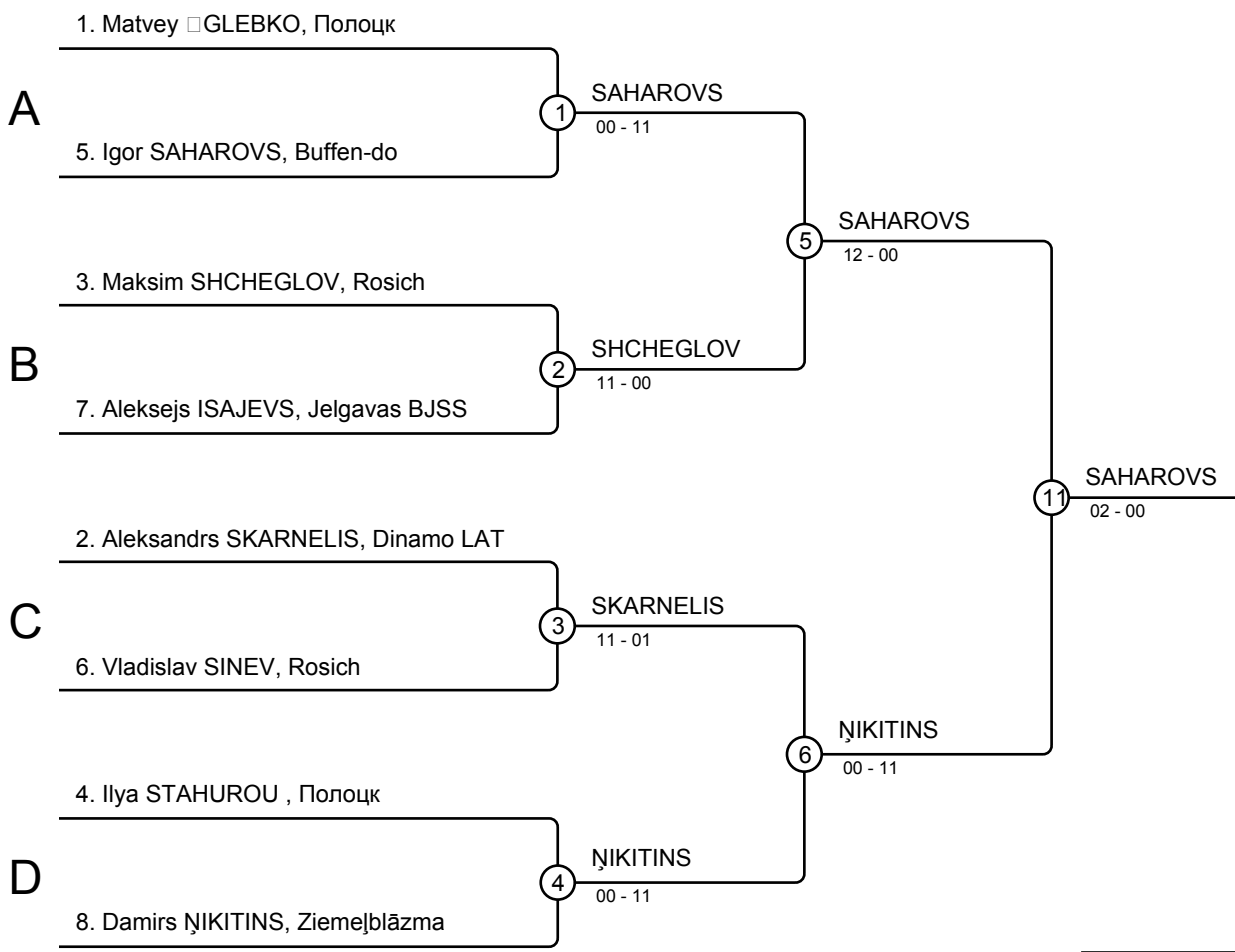 1. Matvey □GLEBKO, Полоцк
A
1
SAHAROVS
00 - 11
5. Igor SAHAROVS, Buffen-do
5
SAHAROVS
12 - 00
3. Maksim SHCHEGLOV, Rosich
B
2
SHCHEGLOV
11 - 00
7. Aleksejs ISAJEVS, Jelgavas BJSS
11
SAHAROVS
02 - 00
2. Aleksandrs SKARNELIS, Dinamo LAT
C
3
SKARNELIS
11 - 01
6. Vladislav SINEV, Rosich
6
ŅIKITINS
00 - 11
4. Ilya STAHUROU , Полоцк
D
4
ŅIKITINS
00 - 11
8. Damirs ŅIKITINS, Ziemeļblāzma